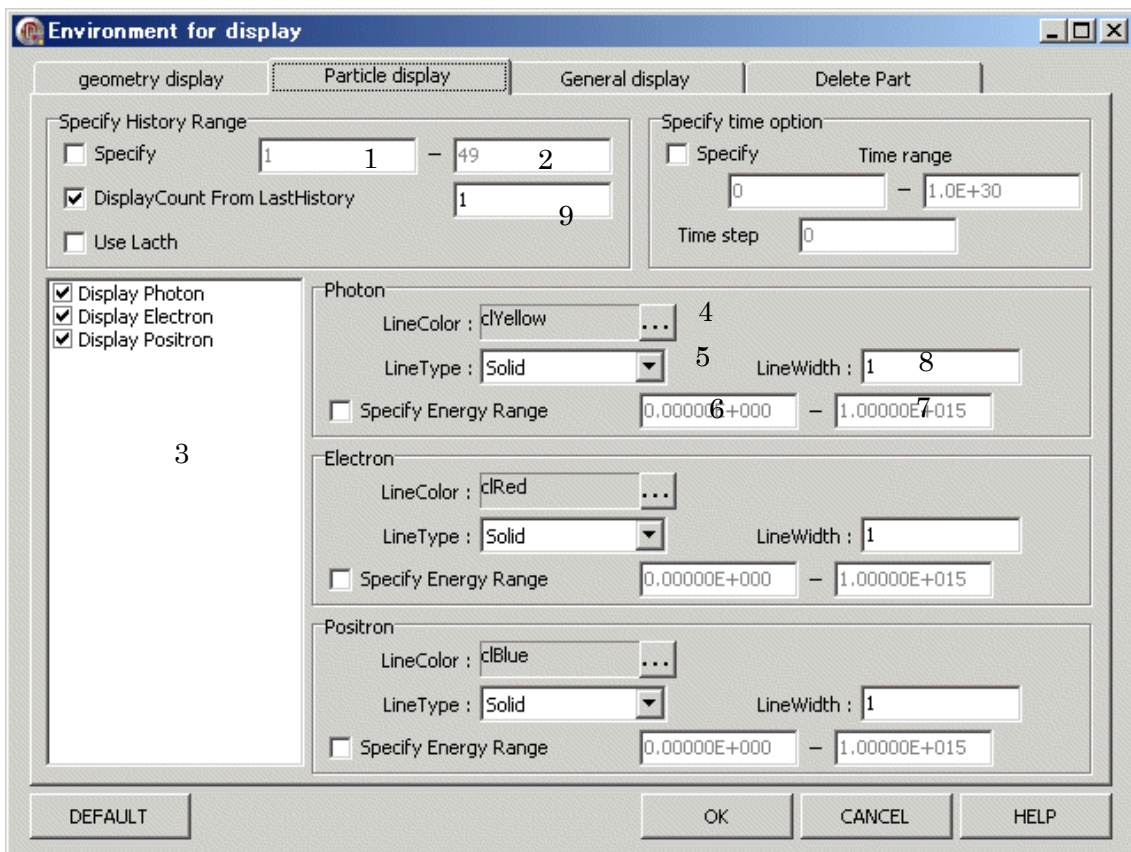 Environment for display
geometry display Particle display General display Delete Part
Specify History Range
Specify 1 1 – 49 2
DisplayCount From LastHistory 1 9
Use Lacth
Specify time option
Specify Time range
0 – 1.0E+30
Time step 0
Display Photon
Display Electron
Display Positron
3
Photon
LineColor : clYellow ... 4
LineType : Solid 5 LineWidth : 1 8
Specify Energy Range 0.00000E+000 6 – 1.00000E+015 7
Electron
LineColor : clRed ...
LineType : Solid LineWidth : 1
Specify Energy Range 0.00000E+000 – 1.00000E+015
Positron
LineColor : clBlue ...
LineType : Solid LineWidth : 1
Specify Energy Range 0.00000E+000 – 1.00000E+015
DEFAULT OK CANCEL HELP